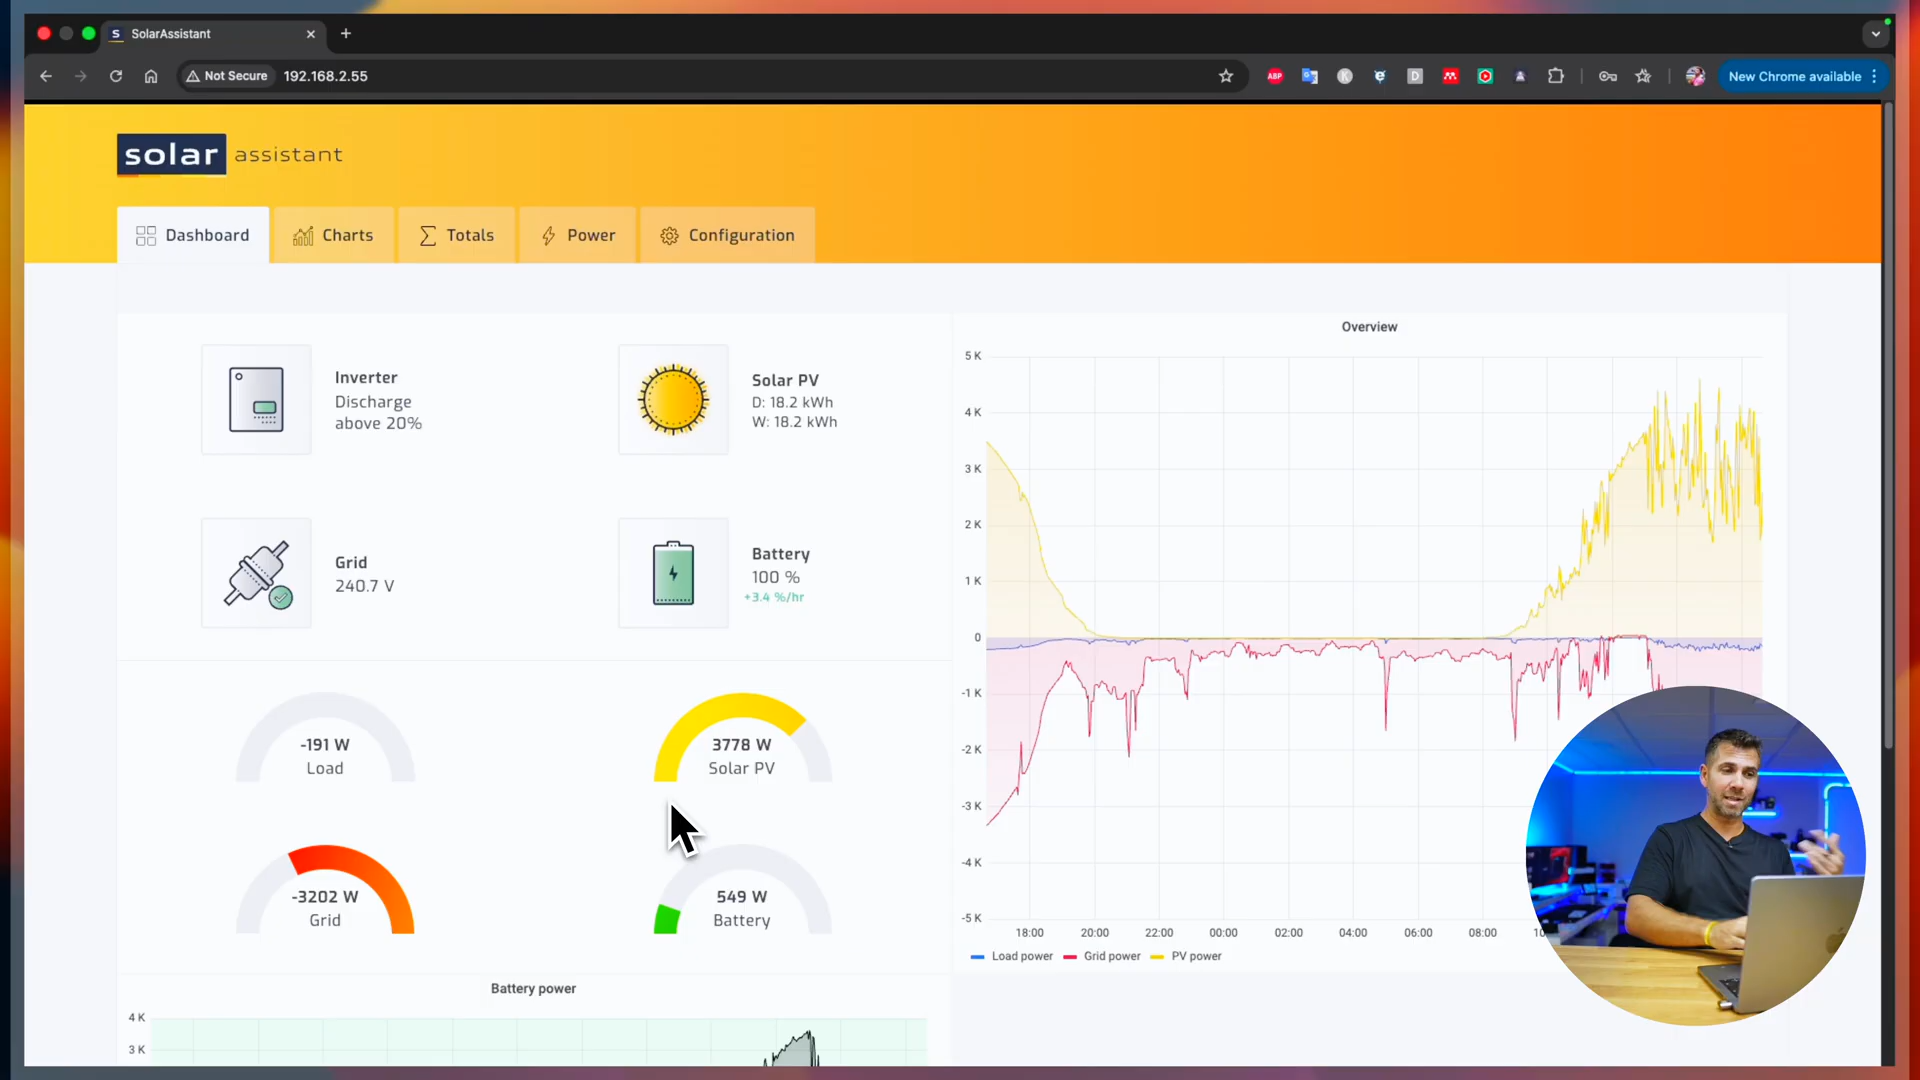 SolarAssistant
Not Secure
192.168.2.55
ABP
New Chrome available
solar assistant
Dashboard
Charts
Totals
Power
Configuration
Inverter
Discharge
above 20%
Solar PV
D: 18.2 kWh
W: 18.2 kWh
Grid
240.7 V
Battery
100 %
+3.4 %/hr
-191 W
Load
3778 W
Solar PV
-3202 W
Grid
549 W
Battery
Overview
5 K
4 K
3 K
2 K
1 K
0
-1 K
-2 K
-3 K
-4 K
-5 K
18:00
20:00
22:00
00:00
02:00
04:00
06:00
08:00
Load power
Grid power
PV power
Battery power
4 K
3 K